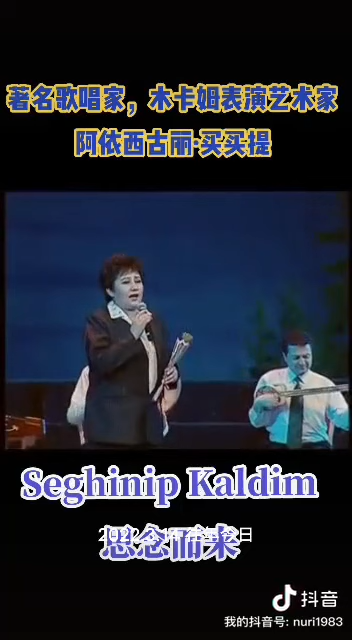 著名歌唱家，木卡姆表演艺术家
阿依西古丽·买买提
Seghinip Kaldim
思念而来
抖音
我的抖音号: nuri1983